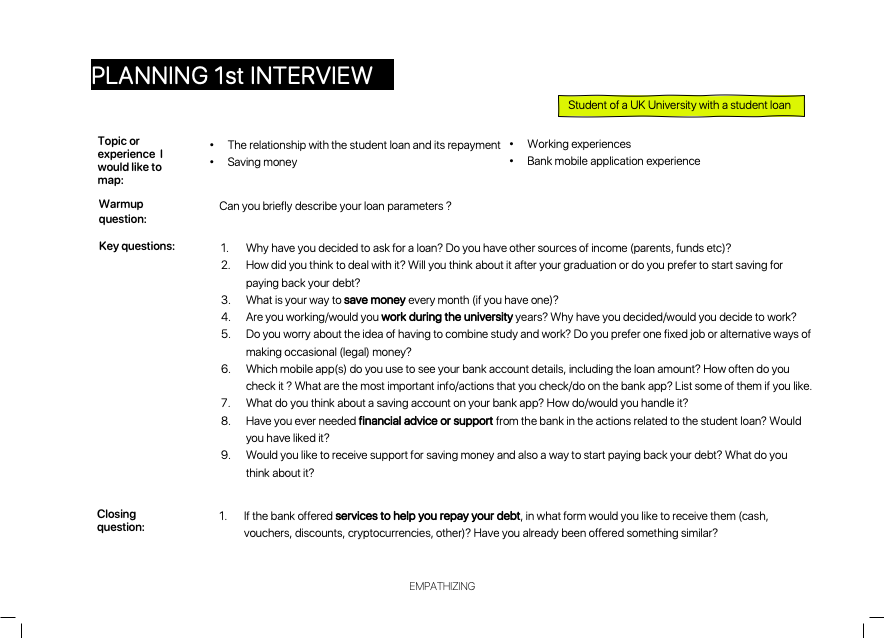 PLANNING 1st INTERVIEW
Student of a UK University with a student loan
Topic or
experience I
would like to
map:
• The relationship with the student loan and its repayment
• Saving money
• Working experiences
• Bank mobile application experience
Warmup
question:
Can you briefly describe your loan parameters ?
Key questions:
1. Why have you decided to ask for a loan? Do you have other sources of income (parents, funds etc)?
2. How did you think to deal with it? Will you think about it after your graduation or do you prefer to start saving for
paying back your debt?
3. What is your way to save money every month (if you have one)?
4. Are you working/would you work during the university years? Why have you decided/would you decide to work?
5. Do you worry about the idea of having to combine study and work? Do you prefer one fixed job or alternative ways of
making occasional (legal) money?
6. Which mobile app(s) do you use to see your bank account details, including the loan amount? How often do you
check it ? What are the most important info/actions that you check/do on the bank app? List some of them if you like.
7. What do you think about a saving account on your bank app? How do/would you handle it?
8. Have you ever needed financial advice or support from the bank in the actions related to the student loan? Would
you have liked it?
9. Would you like to receive support for saving money and also a way to start paying back your debt? What do you
think about it?
Closing
question:
1. If the bank offered services to help you repay your debt, in what form would you like to receive them (cash,
vouchers, discounts, cryptocurrencies, other)? Have you already been offered something similar?
EMPATHIZING